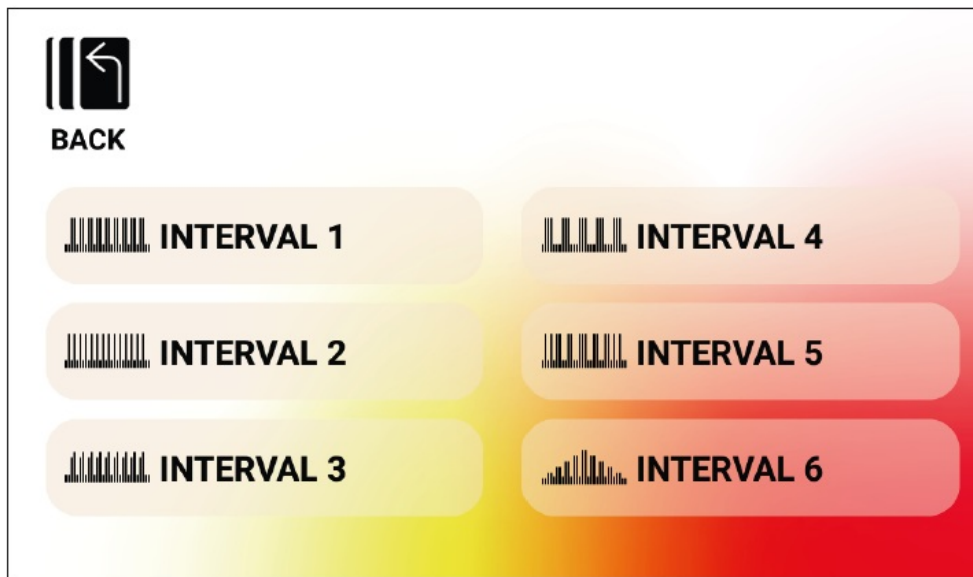 BACK
INTERVAL 1
INTERVAL 4
INTERVAL 2
INTERVAL 5
INTERVAL 3
INTERVAL 6